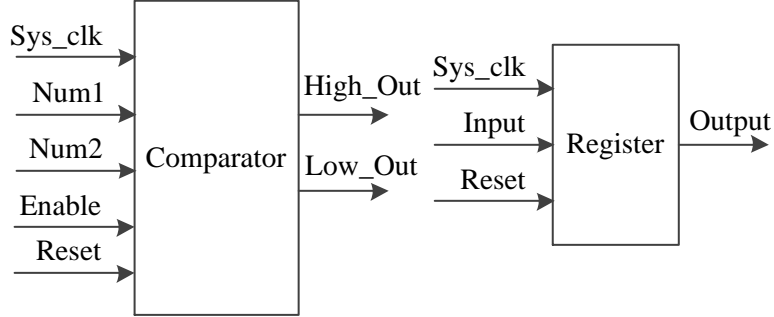 Sys_clk
Num1
Num2
Enable
Reset
Comparator
High_Out
Low_Out
Sys_clk
Input
Reset
Register
Output